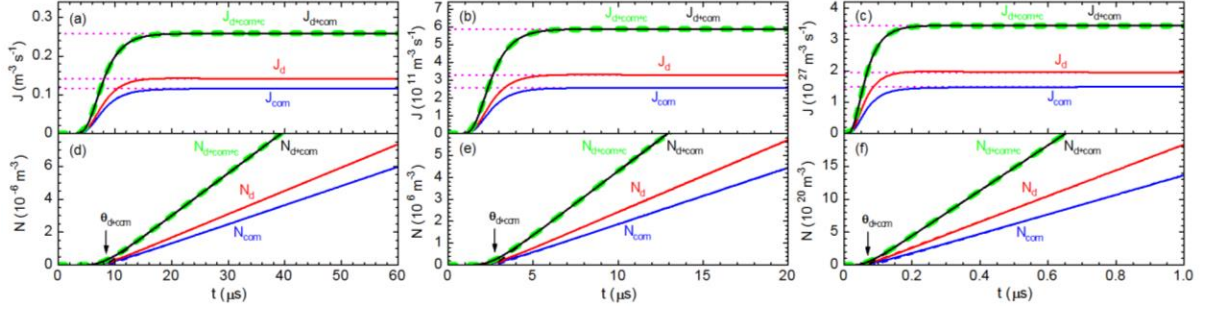 (a) J_d+com+c J_d+com
J_d
J_com
J (m⁻³ s⁻¹)
0.3
0.2
0.1
0
(b) J_d+com+c J_d+com
J_d
J_com
J (10¹¹ m⁻³ s⁻¹)
7
6
5
4
3
2
1
0
(c) J_d+com+c J_d+com
J_d
J_com
J (10²⁷ m⁻³ s⁻¹)
4
3
2
1
0
(d) N_d+com+c N_d+com
N_d
θ_d+com
N_com
N (10⁻⁶ m⁻³)
6
4
2
0
0 10 20 30 40 50 60
t (μs)
(e) N_d+com+c N_d+com
N_d
θ_d+com
N_com
N (10⁶ m⁻³)
5
4
3
2
1
0
0 5 10 15 20
t (μs)
(f) N_d+com+c N_d+com
N_d
θ_d+com
N_com
N (10²⁰ m⁻³)
15
10
5
0
0 0.2 0.4 0.6 0.8 1.0
t (μs)